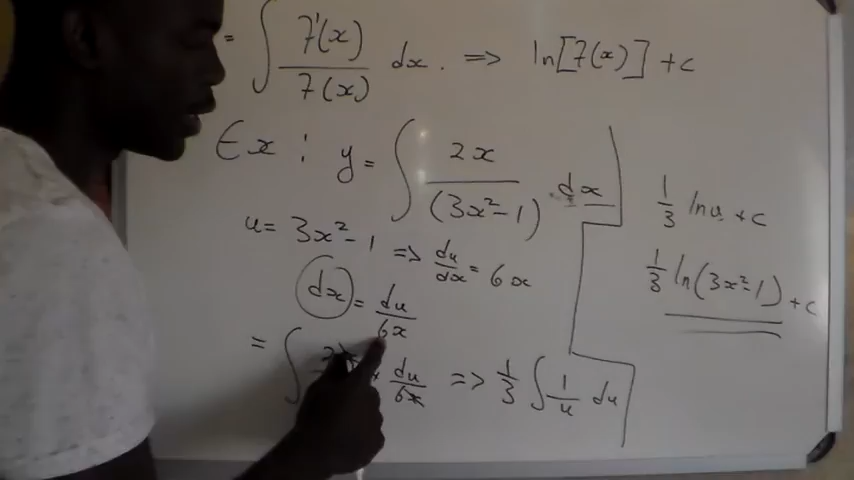 = ∫ f'(x)/f(x) dx. => ln[f(x)] + c
Ex : y = ∫ 2x/(3x²-1) dx
u = 3x²-1 => du/dx = 6x
dx = du/6x
= ∫ du/6x => 1/3 ∫ 1/u du
1/3 ln u + c
1/3 ln(3x²-1) + c